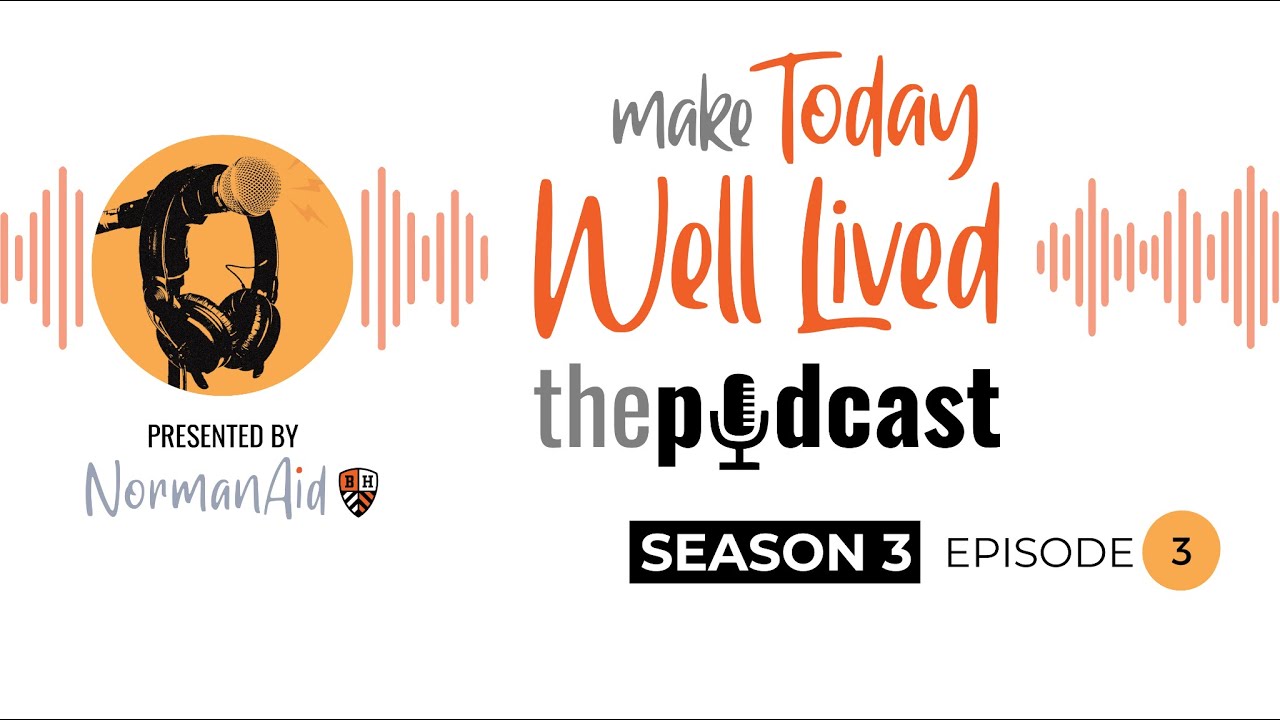 make Today
Well Lived
thepodcast
PRESENTED BY
NormanAid
B H
SEASON 3 EPISODE 3